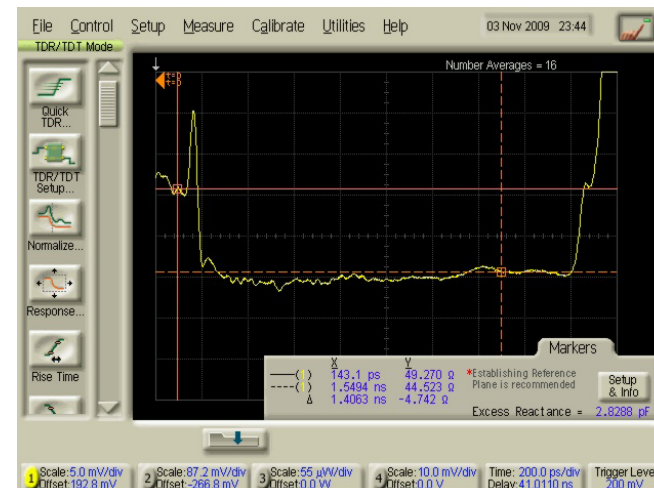 File Control Setup Measure Calibrate Utilities Help 03 Nov 2009 23:44
TDR/TDT Mode
Number Averages = 16
Quick
TDR...
TDR/TDT
Setup...
Normalize...
Response...
Rise Time
Markers
X Y
——(1) 143.1 ps 49.270 Ω
----(1) 1.5494 ns 44.523 Ω
Δ 1.4063 ns -4.742 Ω
*Establishing Reference
Plane is recommended
Setup
& Info
Excess Reactance = 2.8288 pF
1 Scale:5.0 mV/div
Offset:192.8 mV
2 Scale:87.2 mV/div
Offset:-266.8 mV
3 Scale:55 µW/div
Offset:0.0 W
4 Scale:10.0 mV/div
Offset:0.0 V
Time: 200.0 ps/div
Delay:41.0110 ns
Trigger Leve
200 mV